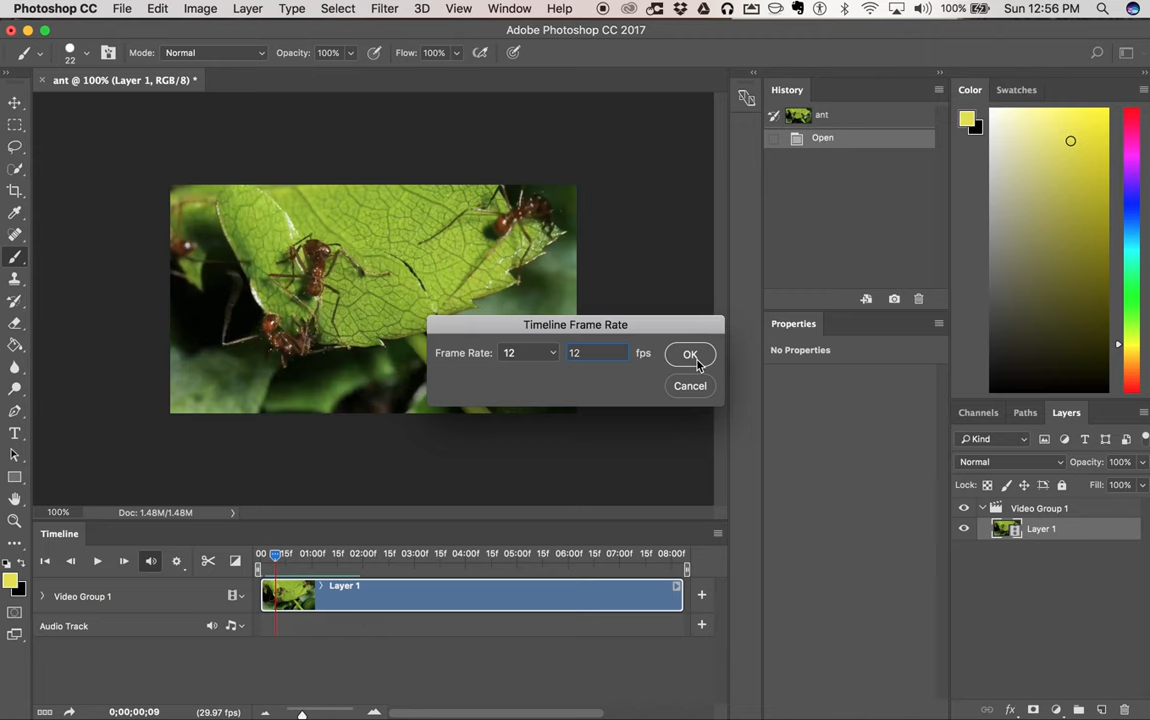 Photoshop CC File Edit Image Layer Type Select Filter 3D View Window Help 100% Sun 12:56 PM
Adobe Photoshop CC 2017
22 Mode: Normal Opacity: 100% Flow: 100%
× ant @ 100% (Layer 1, RGB/8) *
History
Color Swatches
ant
Open
Timeline Frame Rate
Frame Rate: 12 12 fps OK
Cancel
Properties
No Properties
Channels Paths Layers
Kind
Normal Opacity: 100%
Lock: Fill: 100%
Video Group 1
Layer 1
100% Doc: 1.48M/1.48M
Timeline
00 15f 01:00f 15f 02:00f 15f 03:00f 15f 04:00f 15f 05:00f 15f 06:00f 15f 07:00f 15f 08:00f
Layer 1
Video Group 1
Audio Track
0;00;00;09 (29.97 fps)